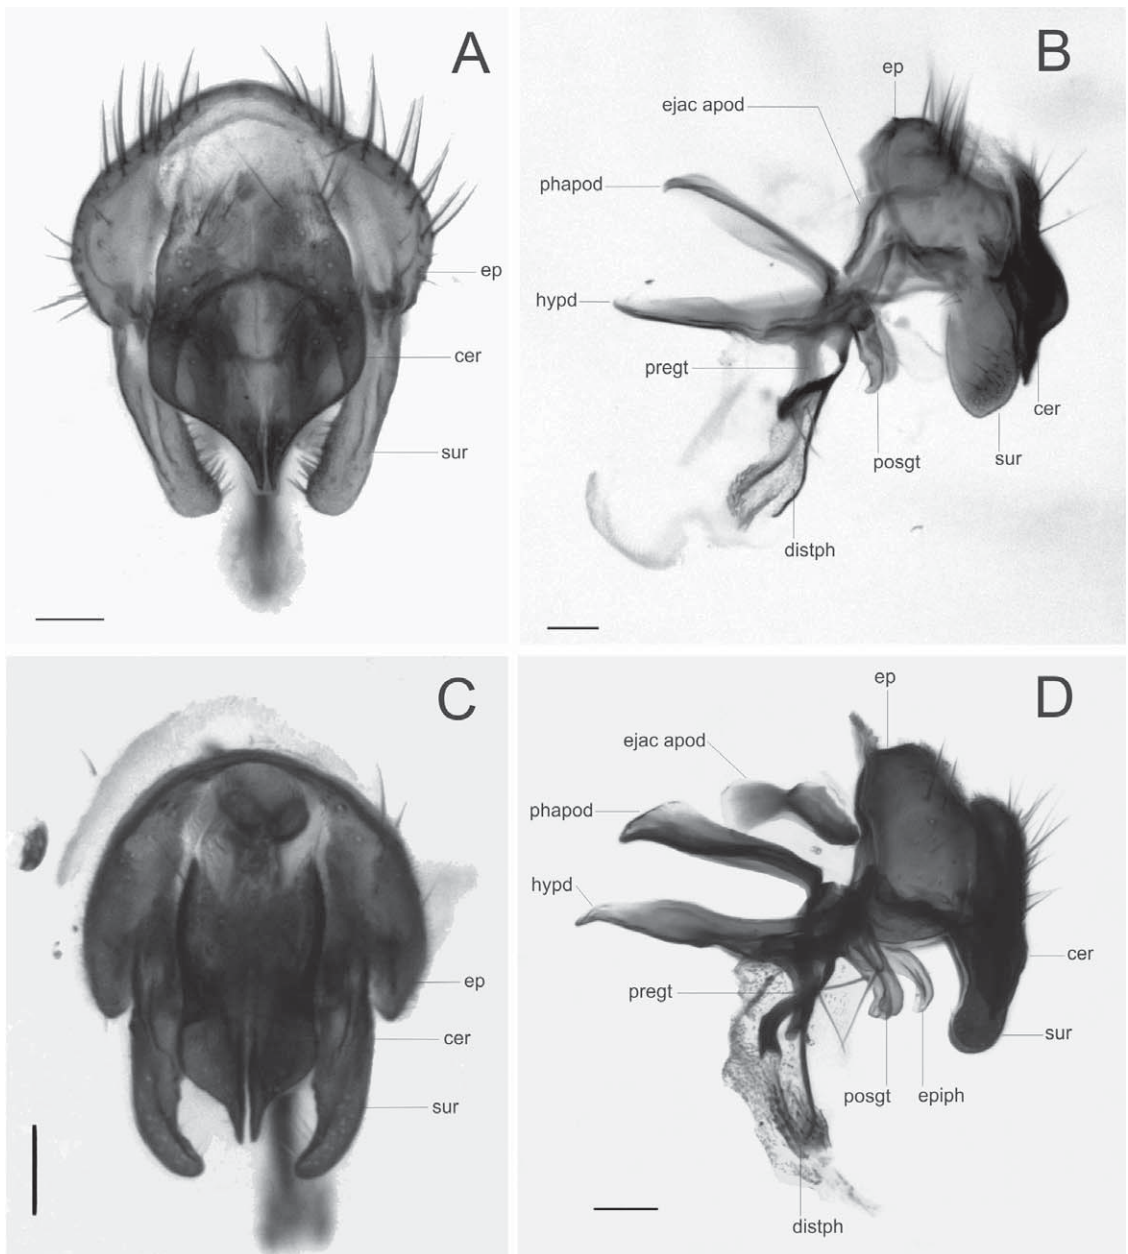 A
ep
cer
sur
B
ep
ejac apod
phapod
hypd
pregt
cer
posgt
sur
distph
C
ep
cer
sur
D
ep
ejac apod
phapod
hypd
cer
pregt
sur
posgt
epiph
distph